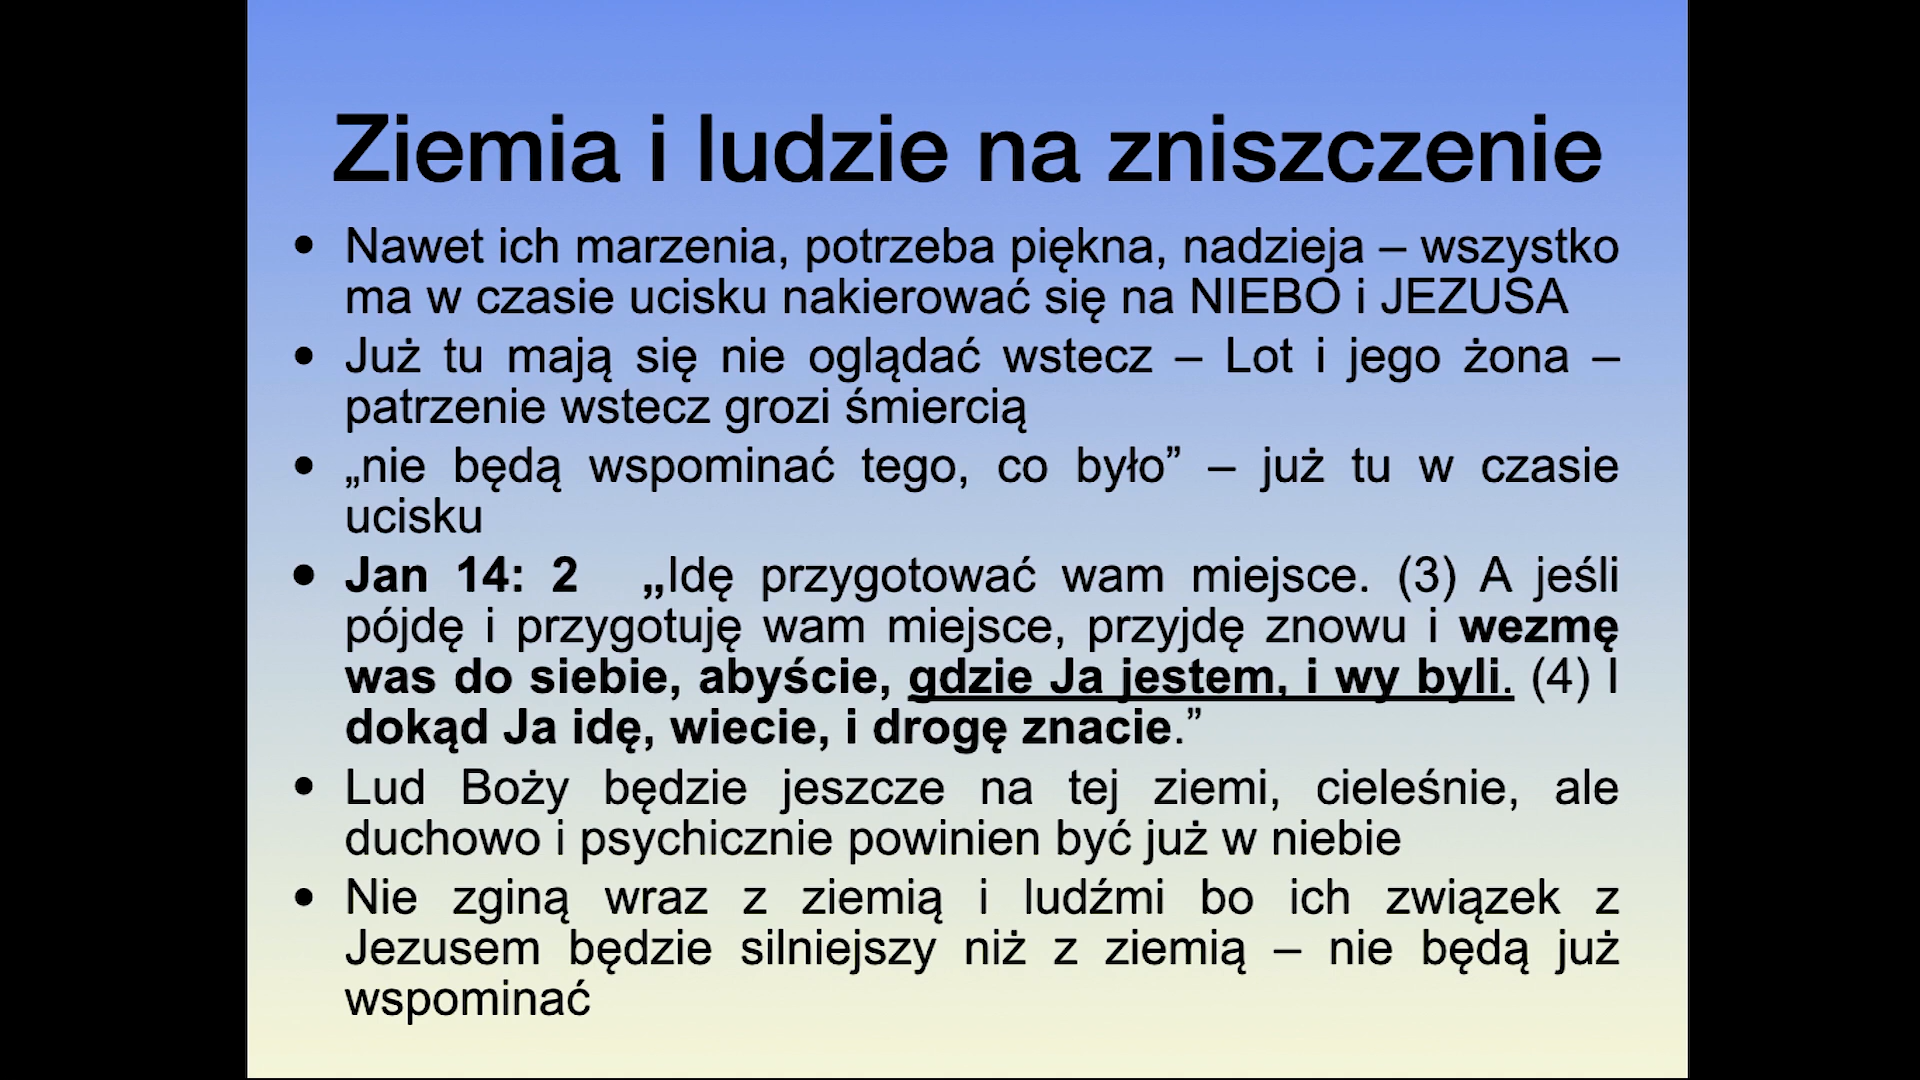 Ziemia i ludzie na zniszczenie
• Nawet ich marzenia, potrzeba piękna, nadzieja – wszystko
ma w czasie ucisku nakierować się na NIEBO i JEZUSA
• Już tu mają się nie oglądać wstecz – Lot i jego żona –
patrzenie wstecz grozi śmiercią
• „nie będą wspominać tego, co było” – już tu w czasie
ucisku
• Jan 14: 2 „Idę przygotować wam miejsce. (3) A jeśli
pójdę i przygotuję wam miejsce, przyjdę znowu i wezmę
was do siebie, abyście, gdzie Ja jestem, i wy byli. (4) I
dokąd Ja idę, wiecie, i drogę znacie.”
• Lud Boży będzie jeszcze na tej ziemi, cieleśnie, ale
duchowo i psychicznie powinien być już w niebie
• Nie zginą wraz z ziemią i ludźmi bo ich związek z
Jezusem będzie silniejszy niż z ziemią – nie będą już
wspominać